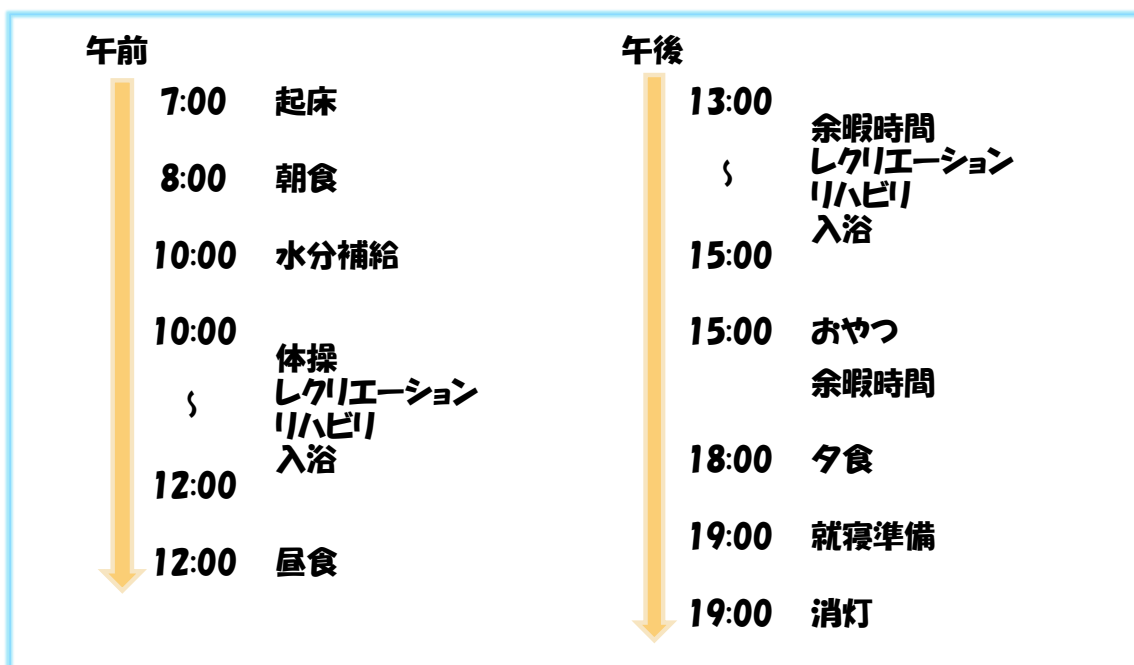 午前
7:00 起床
8:00 朝食
10:00 水分補給
10:00
体操
レクリエーション
〜
リハビリ
入浴
12:00
12:00 昼食
午後
13:00
余暇時間
レクリエーション
〜
リハビリ
入浴
15:00
15:00 おやつ
余暇時間
18:00 夕食
19:00 就寝準備
19:00 消灯